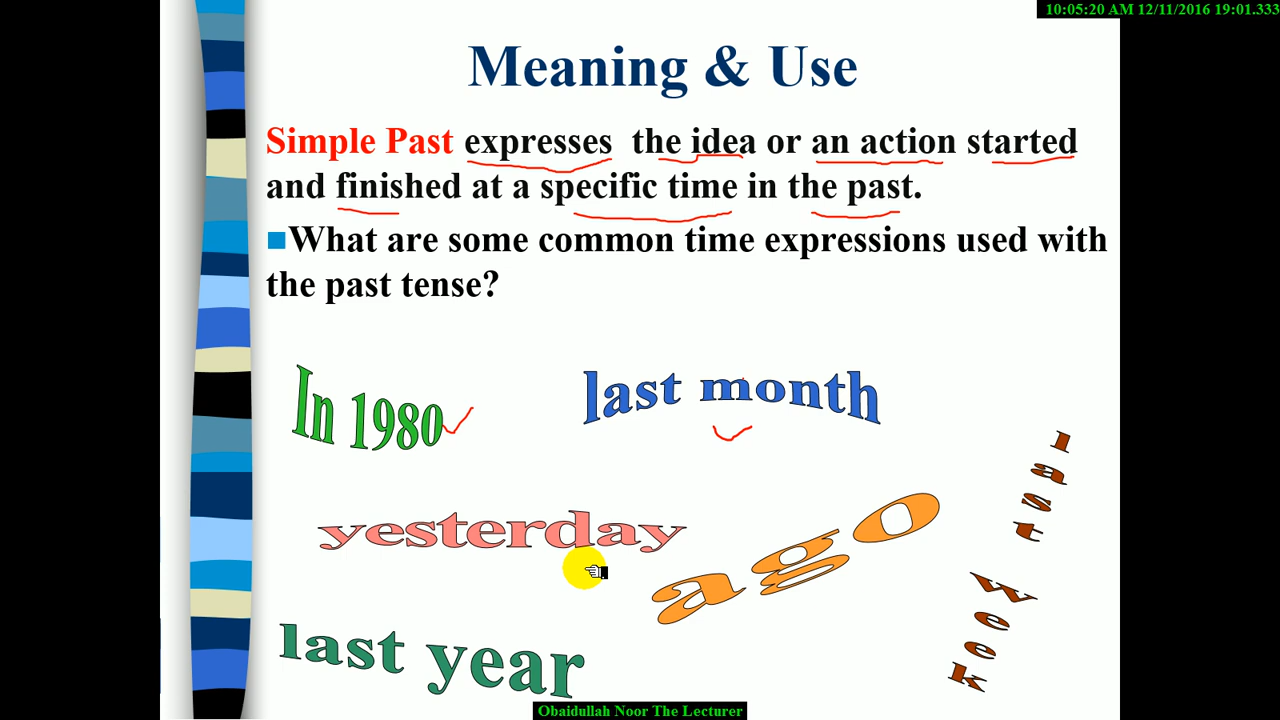 10:05:20 AM 12/11/2016 19:01.333
Meaning & Use
Simple Past expresses the idea or an action started
and finished at a specific time in the past.
What are some common time expressions used with
the past tense?
In 1980
last month
last week
yesterday
ago
last year
Obaidullah Noor The Lecturer